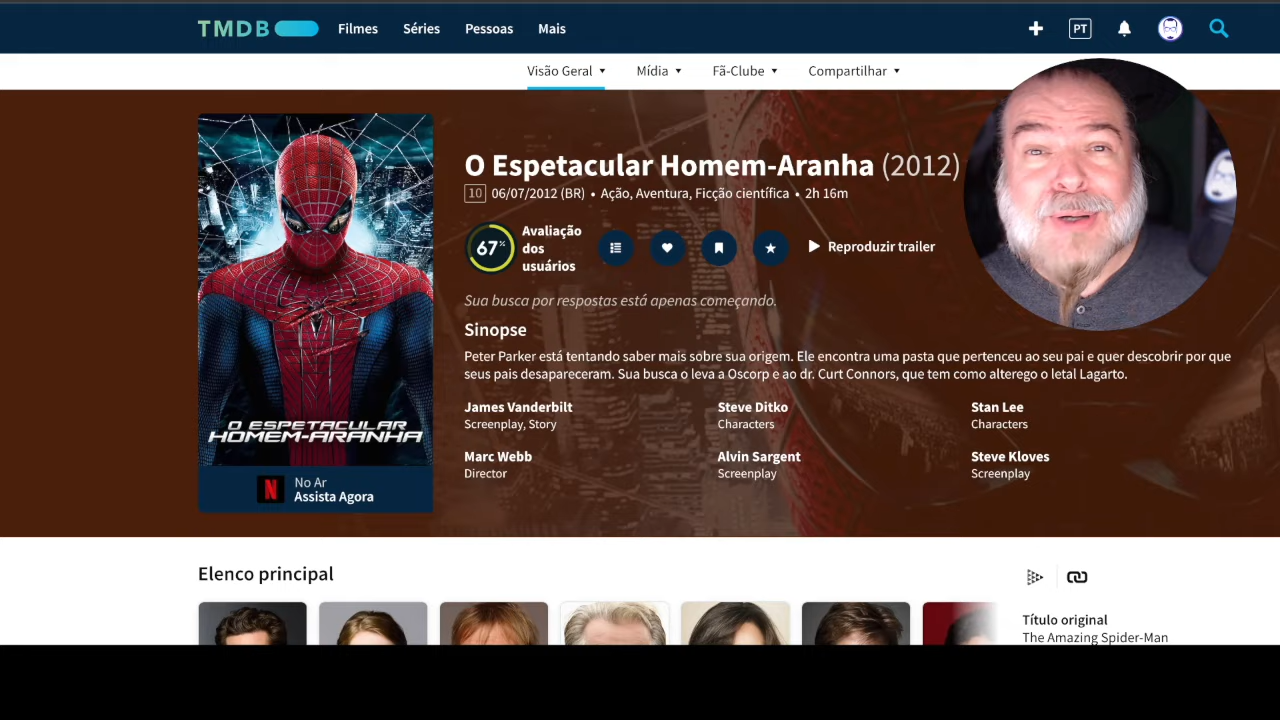 TMDB
Filmes
Séries
Pessoas
Mais
PT
Visão Geral
Mídia
Fã-Clube
Compartilhar
O Espetacular Homem-Aranha (2012)
10 06/07/2012 (BR) • Ação, Aventura, Ficção científica • 2h 16m
67%
Avaliação
dos
usuários
Reproduzir trailer
Sua busca por respostas está apenas começando.
Sinopse
Peter Parker está tentando saber mais sobre sua origem. Ele encontra uma pasta que pertenceu ao seu pai e quer descobrir por que
seus pais desapareceram. Sua busca o leva a Oscorp e ao dr. Curt Connors, que tem como alterego o letal Lagarto.
James Vanderbilt
Screenplay, Story
Steve Ditko
Characters
Stan Lee
Characters
Marc Webb
Director
Alvin Sargent
Screenplay
Steve Kloves
Screenplay
O ESPETACULAR
HOMEM-ARANHA
N
No Ar
Assista Agora
Elenco principal
Título original
The Amazing Spider-Man